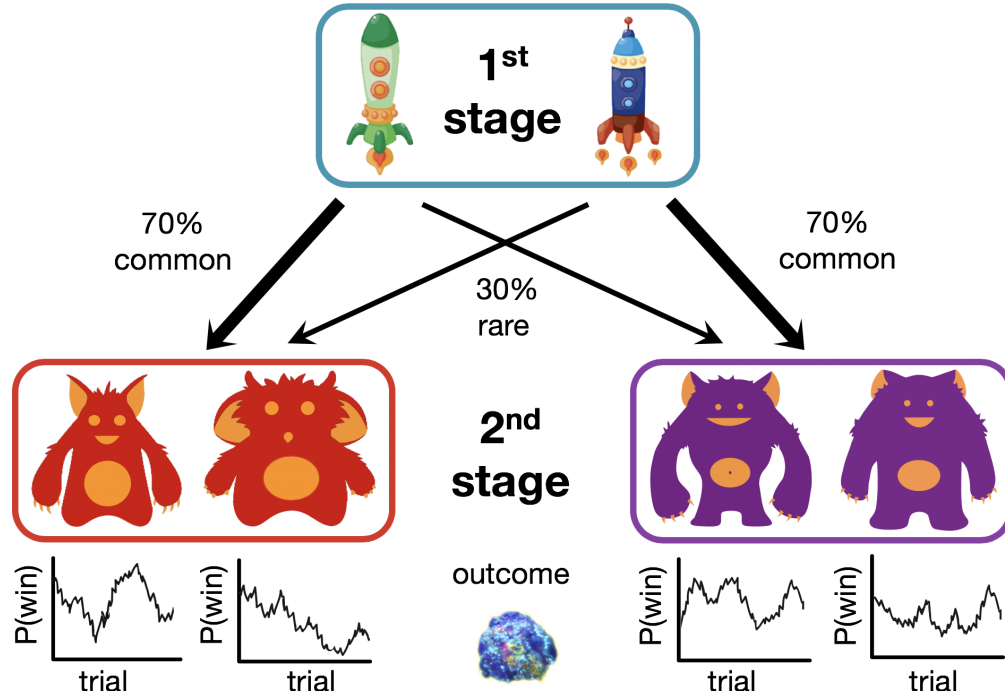 1st
stage
70%
common
70%
common
30%
rare
2nd
stage
outcome
P(win)
trial
P(win)
trial
P(win)
trial
P(win)
trial